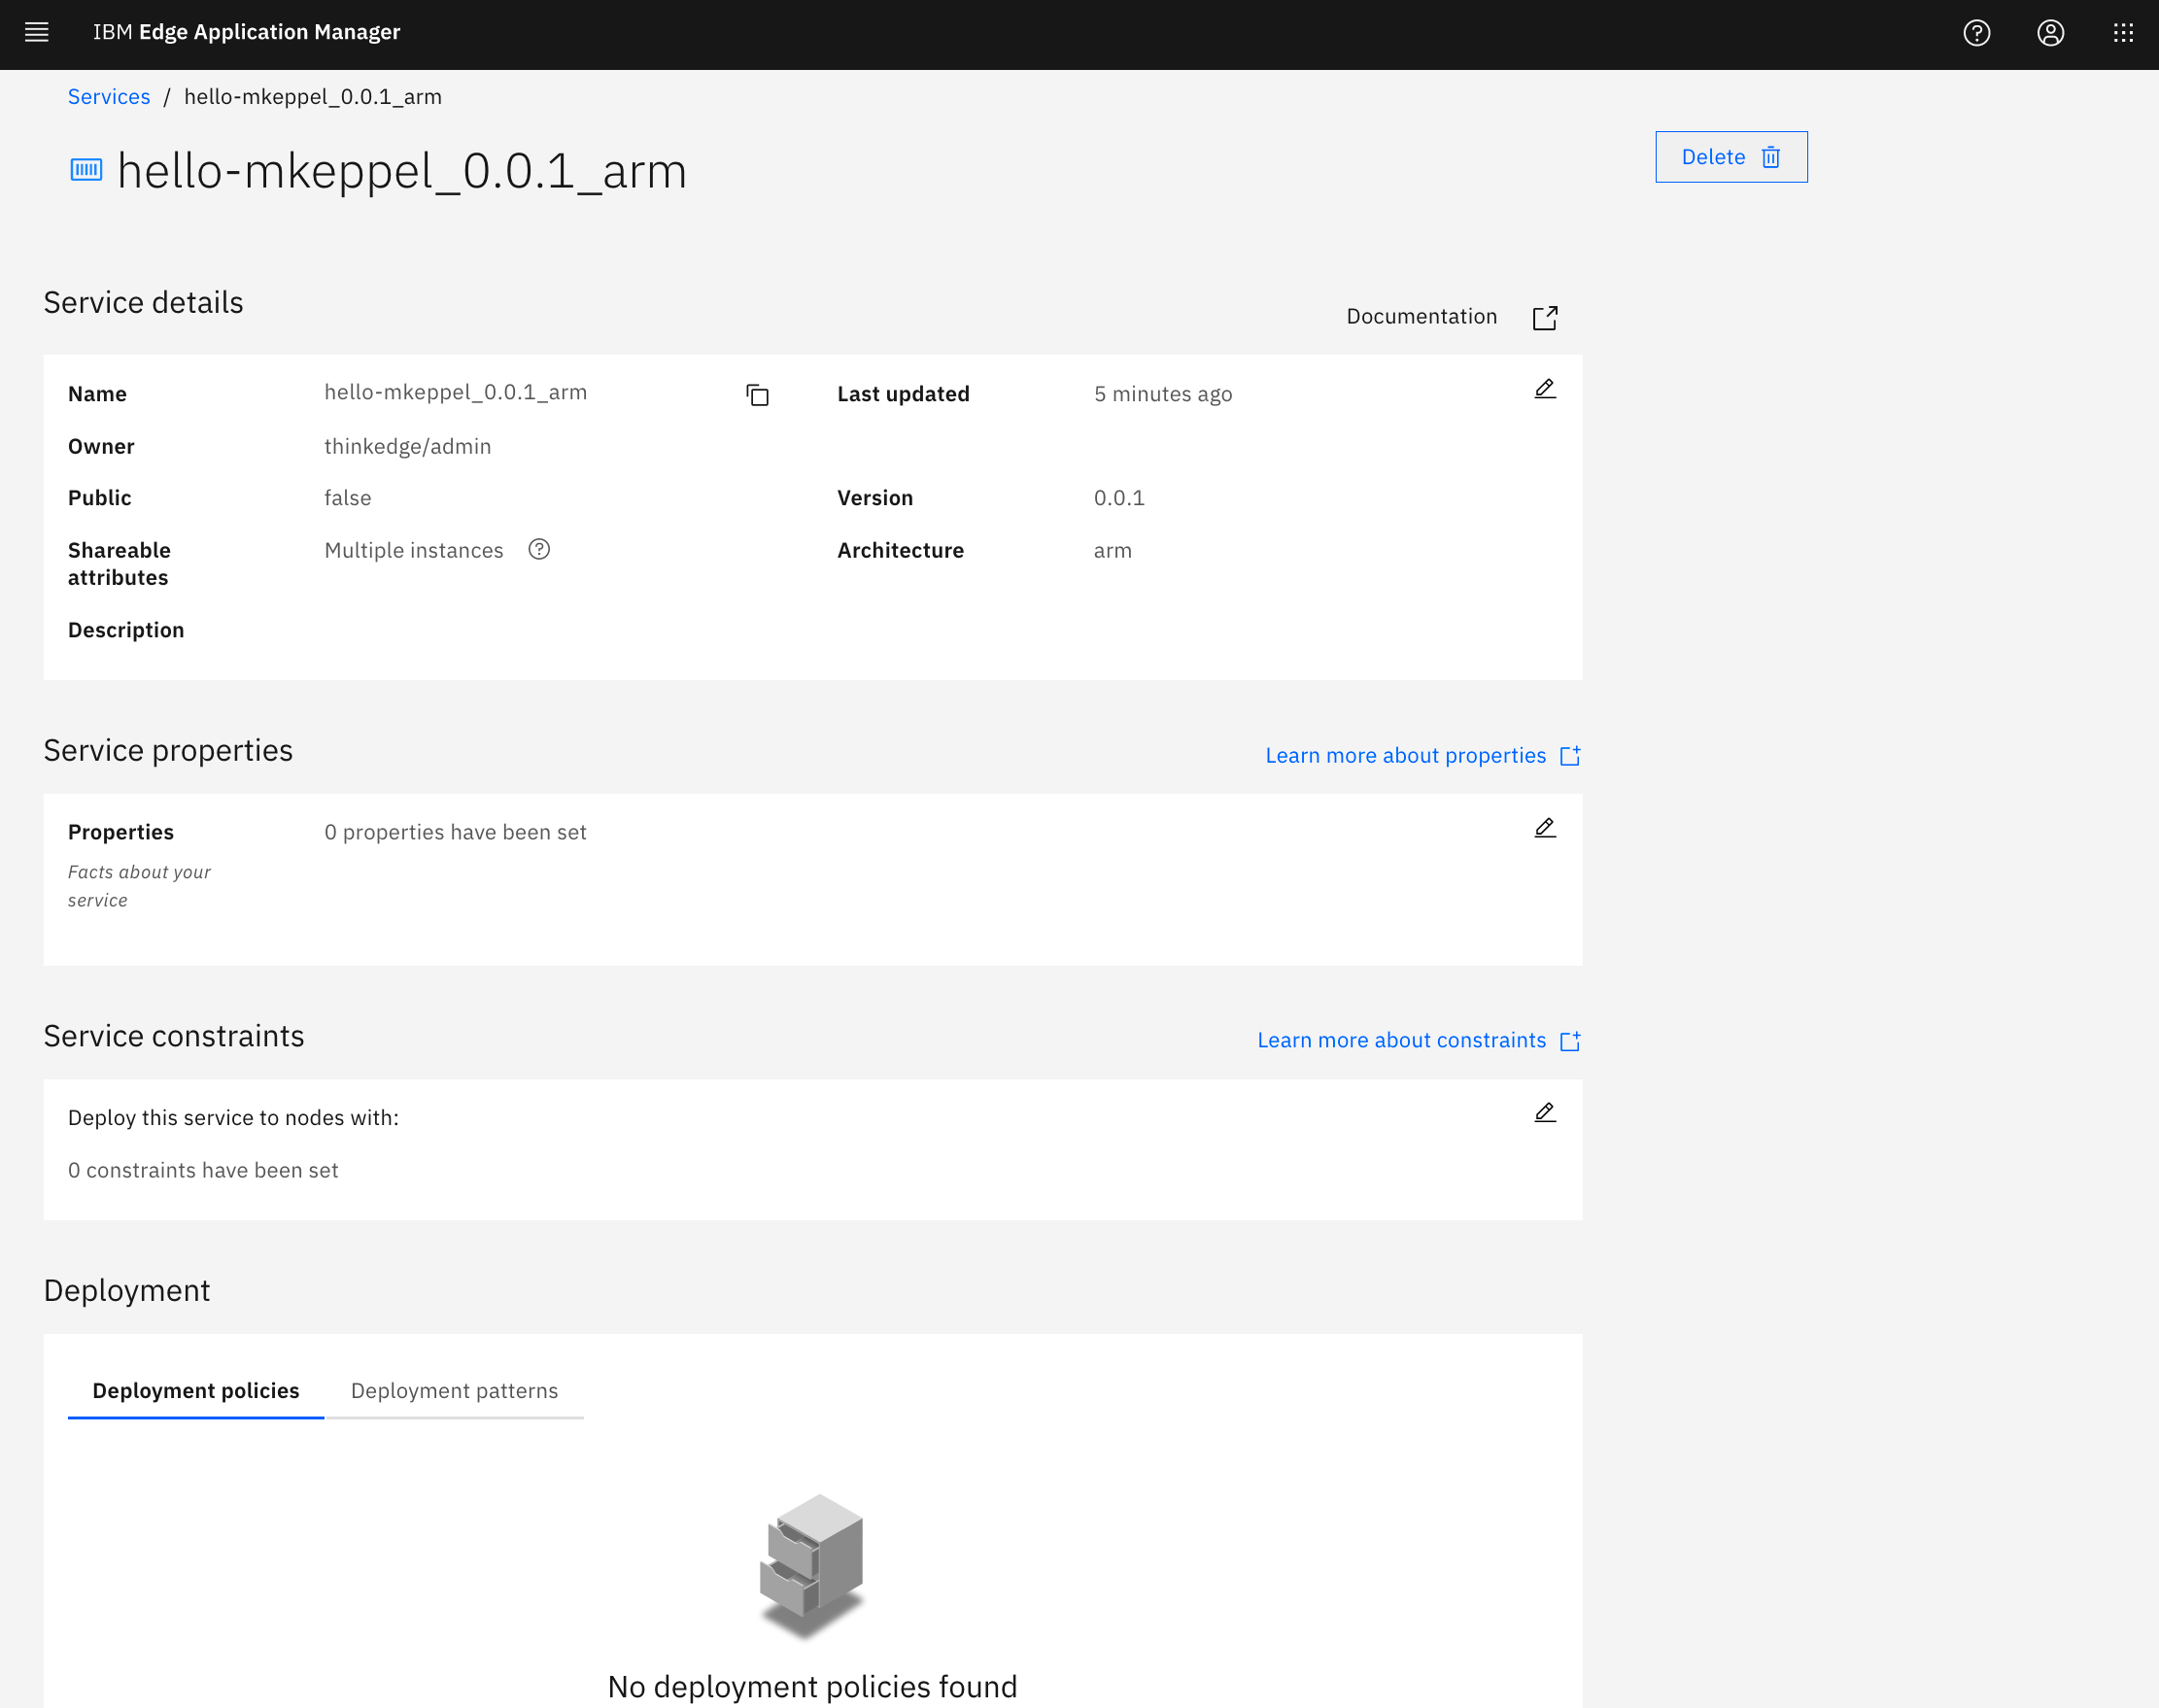 IBM Edge Application Manager
Services / hello-mkeppel_0.0.1_arm
hello-mkeppel_0.0.1_arm
Delete
Service details
Documentation
Name hello-mkeppel_0.0.1_arm Last updated 5 minutes ago
Owner thinkedge/admin
Public false Version 0.0.1
Shareable Multiple instances Architecture arm
attributes
Description
Service properties
Learn more about properties
Properties 0 properties have been set
Facts about your
service
Service constraints
Learn more about constraints
Deploy this service to nodes with:
0 constraints have been set
Deployment
Deployment policies Deployment patterns
No deployment policies found